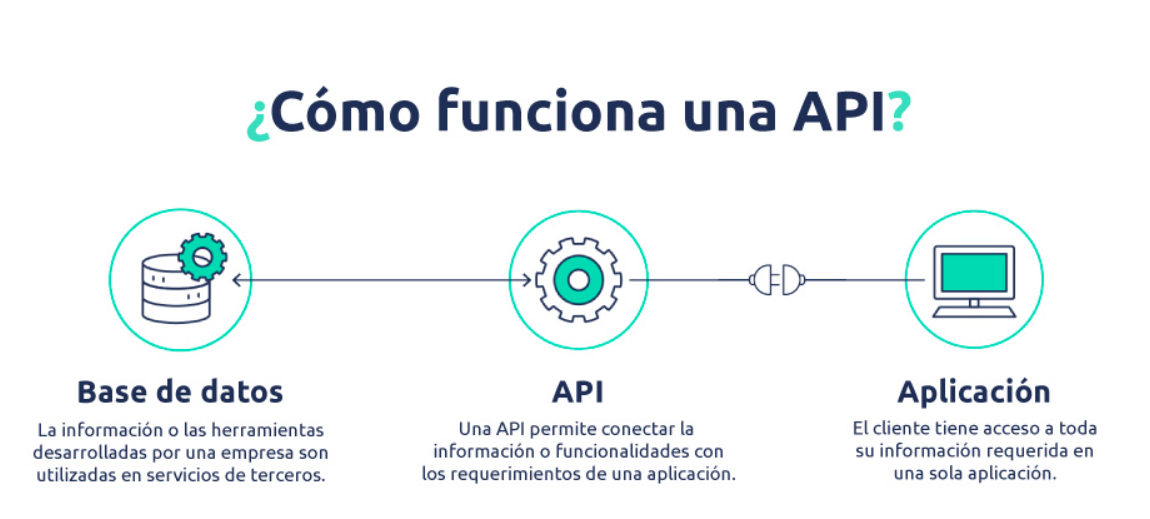 ¿Cómo funciona una API?
Base de datos
La información o las herramientas
desarrolladas por una empresa son
utilizadas en servicios de terceros.
API
Una API permite conectar la
información o funcionalidades con
los requerimientos de una aplicación.
Aplicación
El cliente tiene acceso a toda
su información requerida en
una sola aplicación.